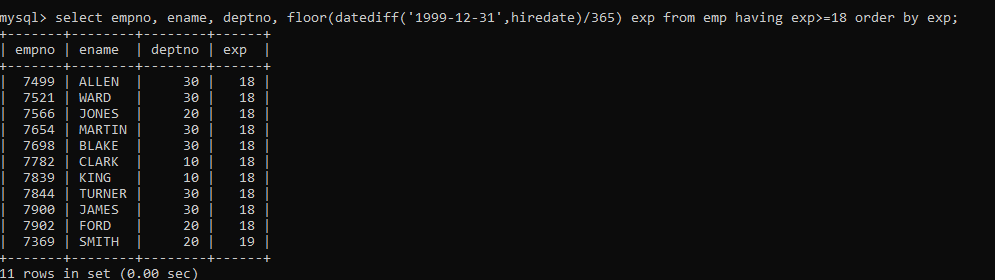 mysql> select empno, ename, deptno, floor(datediff('1999-12-31',hiredate)/365) exp from emp having exp>=18 order by exp;
+-------+--------+--------+------+
| empno | ename  | deptno | exp  |
+-------+--------+--------+------+
|  7499 | ALLEN  |     30 |   18 |
|  7521 | WARD   |     30 |   18 |
|  7566 | JONES  |     20 |   18 |
|  7654 | MARTIN |     30 |   18 |
|  7698 | BLAKE  |     30 |   18 |
|  7782 | CLARK  |     10 |   18 |
|  7839 | KING   |     10 |   18 |
|  7844 | TURNER |     30 |   18 |
|  7900 | JAMES  |     30 |   18 |
|  7902 | FORD   |     20 |   18 |
|  7369 | SMITH  |     20 |   19 |
+-------+--------+--------+------+
11 rows in set (0.00 sec)